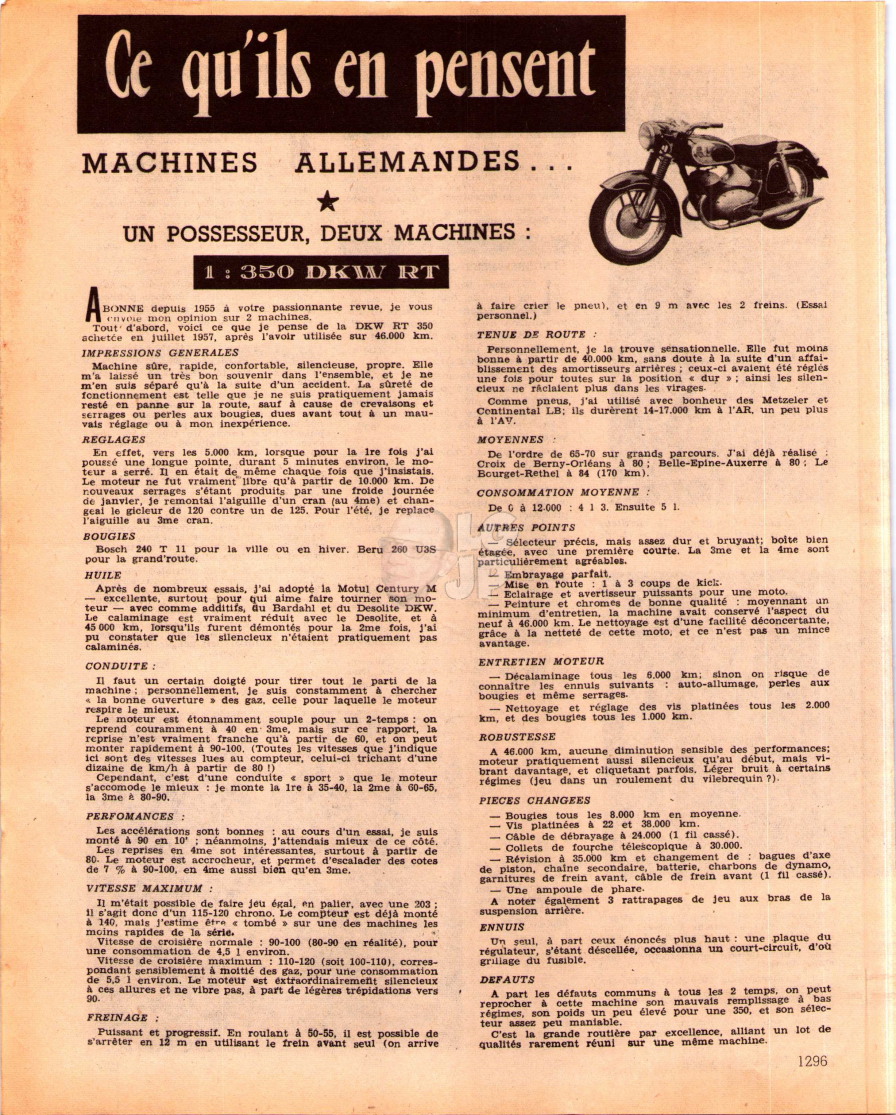 Ce qu'ils en pensent
MACHINES ALLEMANDES...
★
UN POSSESSEUR, DEUX MACHINES :
1 : 350 DKW RT
ABONNE depuis 1955 à votre passionnante revue, je vous
envoie mon opinion sur 2 machines.
Tout d'abord, voici ce que je pense de la DKW RT 350
achetée en juillet 1957, après l'avoir utilisée sur 46.000 km.
IMPRESSIONS GENERALES
Machine sûre, rapide, confortable, silencieuse, propre. Elle
m'a laissé un très bon souvenir dans l'ensemble, et je ne
m'en suis séparé qu'à la suite d'un accident. La sûreté de
fonctionnement est telle que je ne suis pratiquement jamais
resté en panne sur la route, sauf à cause de crevaisons et
serrages ou perles aux bougies, dues avant tout à un mau-
vais réglage ou à mon inexpérience.
REGLAGES
En effet, vers les 5.000 km, lorsque pour la 1re fois j'ai
poussé une longue pointe, durant 5 minutes environ, le mo-
teur a serré. Il en était de même chaque fois que j'insistais.
Le moteur ne fut vraiment libre qu'à partir de 10.000 km. De
nouveaux serrages s'étant produits par une froide journée
de janvier, je remontai l'aiguille d'un cran (au 4me) et chan-
geai le gicleur de 120 contre un de 125. Pour l'été, je replace
l'aiguille au 3me cran.
BOUGIES
Bosch 240 T 11 pour la ville ou en hiver. Beru 260 U3S
pour la grand'route.
HUILE
Après de nombreux essais, j'ai adopté la Motul Century M
— excellente, surtout pour qui aime faire tourner son mo-
teur — avec comme additifs, du Bardahl et du Desolite DKW.
Le calaminage est vraiment réduit avec le Desolite, et à
45 000 km, lorsqu'ils furent démontés pour la 2me fois, j'ai
pu constater que les silencieux n'étaient pratiquement pas
calaminés.
CONDUITE :
Il faut un certain doigté pour tirer tout le parti de la
machine ; personnellement, je suis constamment à chercher
« la bonne ouverture » des gaz, celle pour laquelle le moteur
respire le mieux.
Le moteur est étonnamment souple pour un 2-temps : on
reprend couramment à 40 en 3me, mais sur ce rapport, la
reprise n'est vraiment franche qu'à partir de 60, et on peut
monter rapidement à 90-100. (Toutes les vitesses que j'indique
ici sont des vitesses lues au compteur, celui-ci trichant d'une
dizaine de km/h à partir de 80 !)
Cependant, c'est d'une conduite « sport » que le moteur
s'accomode le mieux : je monte la 1re à 35-40, la 2me à 60-65,
la 3me à 80-90.
PERFOMANCES :
Les accélérations sont bonnes : au cours d'un essai, je suis
monté à 90 en 10' ; néanmoins, j'attendais mieux de ce côté.
Les reprises en 4me sont intéressantes, surtout à partir de
80. Le moteur est accrocheur, et permet d'escalader des cotes
de 7 % à 90-100, en 4me aussi bien qu'en 3me.
VITESSE MAXIMUM :
Il m'était possible de faire jeu égal, en palier, avec une 203 ;
il s'agit donc d'un 115-120 chrono. Le compteur est déjà monté
à 140, mais j'estime être « tombé » sur une des machines les
moins rapides de la série.
Vitesse de croisière normale : 90-100 (80-90 en réalité), pour
une consommation de 4,5 l environ.
Vitesse de croisière maximum : 110-120 (soit 100-110), corres-
pondant sensiblement à moitié des gaz, pour une consommation
de 5,5 l environ. Le moteur est extraordinairement silencieux
à ces allures et ne vibre pas, à part de légères trépidations vers
90.
FREINAGE :
Puissant et progressif. En roulant à 50-55, il est possible de
s'arrêter en 12 m en utilisant le frein avant seul (on arrive
à faire crier le pneu), et en 9 m avec les 2 freins. (Essai
personnel.)
TENUE DE ROUTE :
Personnellement, je la trouve sensationnelle. Elle fut moins
bonne à partir de 40.000 km, sans doute à la suite d'un affai-
blissement des amortisseurs arrières ; ceux-ci avaient été réglés
une fois pour toutes sur la position « dur » ; ainsi les silen-
cieux ne râclaient plus dans les virages.
Comme pneus, j'ai utilisé avec bonheur des Metzeler et
Continental LB; ils durèrent 14-17.000 km à l'AR, un peu plus
à l'AV.
MOYENNES :
De l'ordre de 65-70 sur grands parcours. J'ai déjà réalisé :
Croix de Berny-Orléans à 80 ; Belle-Epine-Auxerre à 80 ; Le
Bourget-Rethel à 84 (170 km).
CONSOMMATION MOYENNE :
De 0 à 12.000 : 4 l 3. Ensuite 5 l.
AUTRES POINTS
— Sélecteur précis, mais assez dur et bruyant; boîte bien
étagée, avec une première courte. La 3me et la 4me sont
particulièrement agréables.
— Embrayage parfait.
— Mise en route : 1 à 3 coups de kick.
— Eclairage et avertisseur puissants pour une moto.
— Peinture et chromes de bonne qualité : moyennant un
minimum d'entretien, la machine avait conservé l'aspect du
neuf à 46.000 km. Le nettoyage est d'une facilité déconcertante,
grâce à la netteté de cette moto, et ce n'est pas un mince
avantage.
ENTRETIEN MOTEUR
— Décalaminage tous les 6.000 km; sinon on risque de
connaître les ennuis suivants : auto-allumage, perles aux
bougies et même serrages.
— Nettoyage et réglage des vis platinées tous les 2.000
km, et des bougies tous les 1.000 km.
ROBUSTESSE
A 46.000 km, aucune diminution sensible des performances;
moteur pratiquement aussi silencieux qu'au début, mais vi-
brant davantage, et cliquetant parfois, Léger bruit à certains
régimes (jeu dans un roulement du vilebrequin ?).
PIECES CHANGEES
— Bougies tous les 8.000 km en moyenne.
— Vis platinées à 22 et 38.000 km.
— Câble de débrayage à 24.000 (1 fil cassé).
— Collets de fourche téléscopique à 30.000.
— Révision à 35.000 km et changement de : bagues d'axe
de piston, chaîne secondaire, batterie, charbons de dynamo,
garnitures de frein avant, câble de frein avant (1 fil cassé).
— Une ampoule de phare.
A noter également 3 rattrapages de jeu aux bras de la
suspension arrière.
ENNUIS
Un seul, à part ceux énoncés plus haut : une plaque du
régulateur, s'étant déscellée, occasionna un court-circuit, d'où
grillage du fusible.
DEFAUTS
A part les défauts communs à tous les 2 temps, on peut
reprocher à cette machine son mauvais remplissage à bas
régimes, son poids un peu élevé pour une 350, et son sélec-
teur assez peu maniable.
C'est la grande routière par excellence, alliant un lot de
qualités rarement réuni sur une même machine.
1296